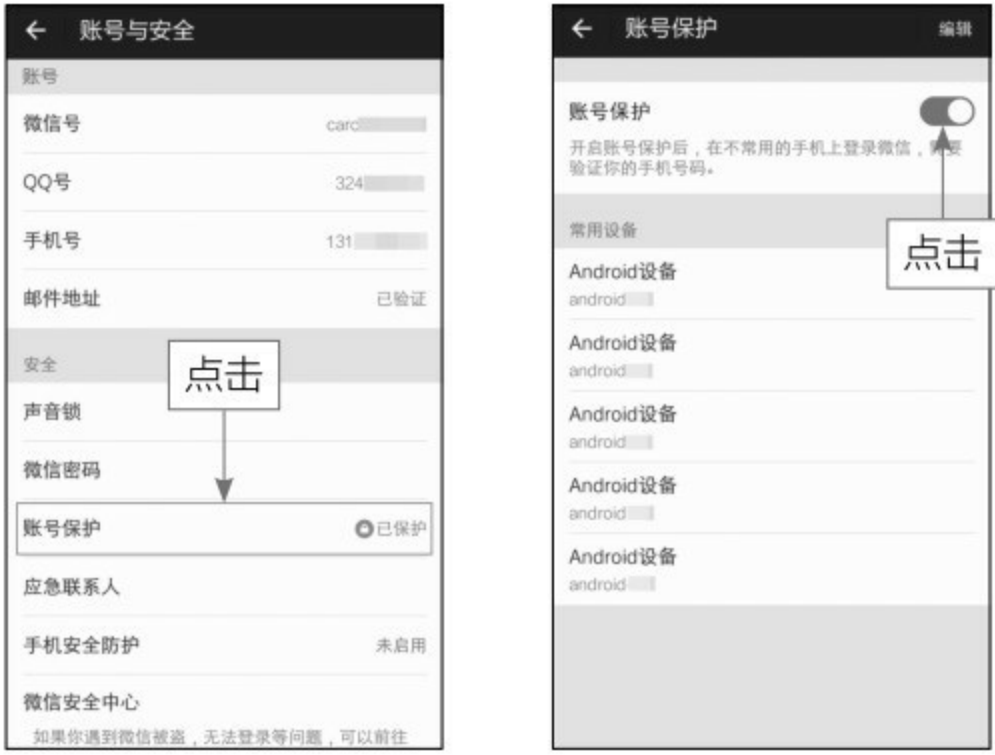 账号与安全
账号
微信号 carc
QQ号 324
手机号 131
邮件地址 已验证
安全
点击
声音锁
微信密码
账号保护 已保护
应急联系人
手机安全防护 未启用
微信安全中心
如果你遇到微信被盗，无法登录等问题，可以前往
账号保护 编辑
账号保护
开启账号保护后，在不常用的手机上登录微信，需要
验证你的手机号码。
点击
常用设备
Android设备
android
Android设备
android
Android设备
android
Android设备
android
Android设备
android